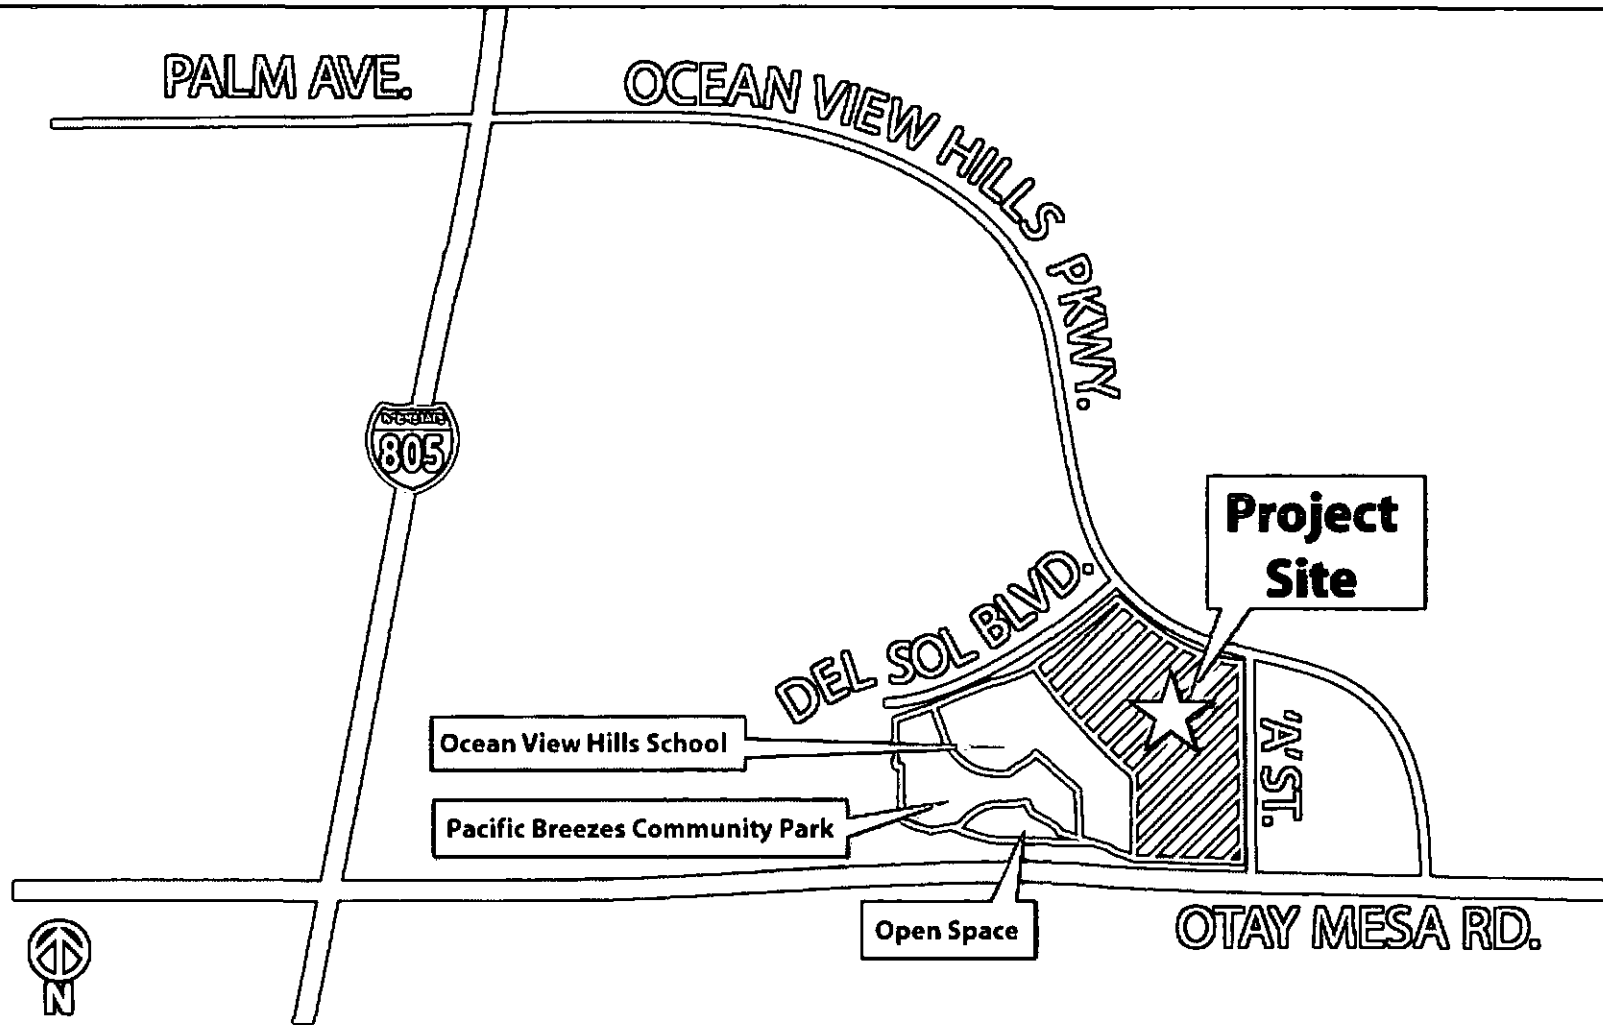 PALM AVE.
OCEAN VIEW HILLS PKWY.
INTERSTATE
805
Project
Site
DEL SOL BLVD.
Ocean View Hills School
'A' ST.
Pacific Breezes Community Park
Open Space
OTAY MESA RD.
N